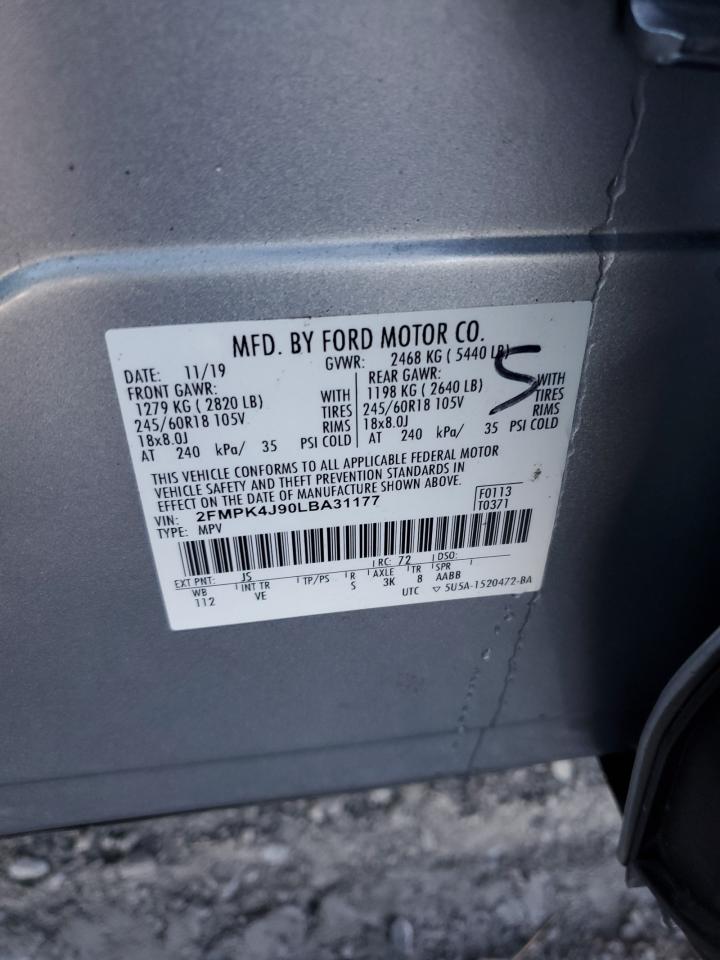 MFD. BY FORD MOTOR CO.
DATE: 11/19 GVWR: 2468 KG ( 5440 LB)
FRONT GAWR: REAR GAWR:
1279 KG ( 2820 LB) WITH 1198 KG ( 2640 LB) WITH
245/60R18 105V TIRES 245/60R18 105V TIRES
18x8.0J RIMS 18x8.0J RIMS
AT 240 kPa/ 35 PSI COLD AT 240 kPa/ 35 PSI COLD
5
THIS VEHICLE CONFORMS TO ALL APPLICABLE FEDERAL MOTOR
VEHICLE SAFETY AND THEFT PREVENTION STANDARDS IN
EFFECT ON THE DATE OF MANUFACTURE SHOWN ABOVE.
VIN: 2FMPK4J90LBA31177 F0113
TYPE: MPV T0371
EXT PNT: JS RC: 72 DSO:
WB INT TR TP/PS R AXLE TR SPR
112 VE S 3K 8 AABB
UTC ▽ 5U5A-1520472-BA